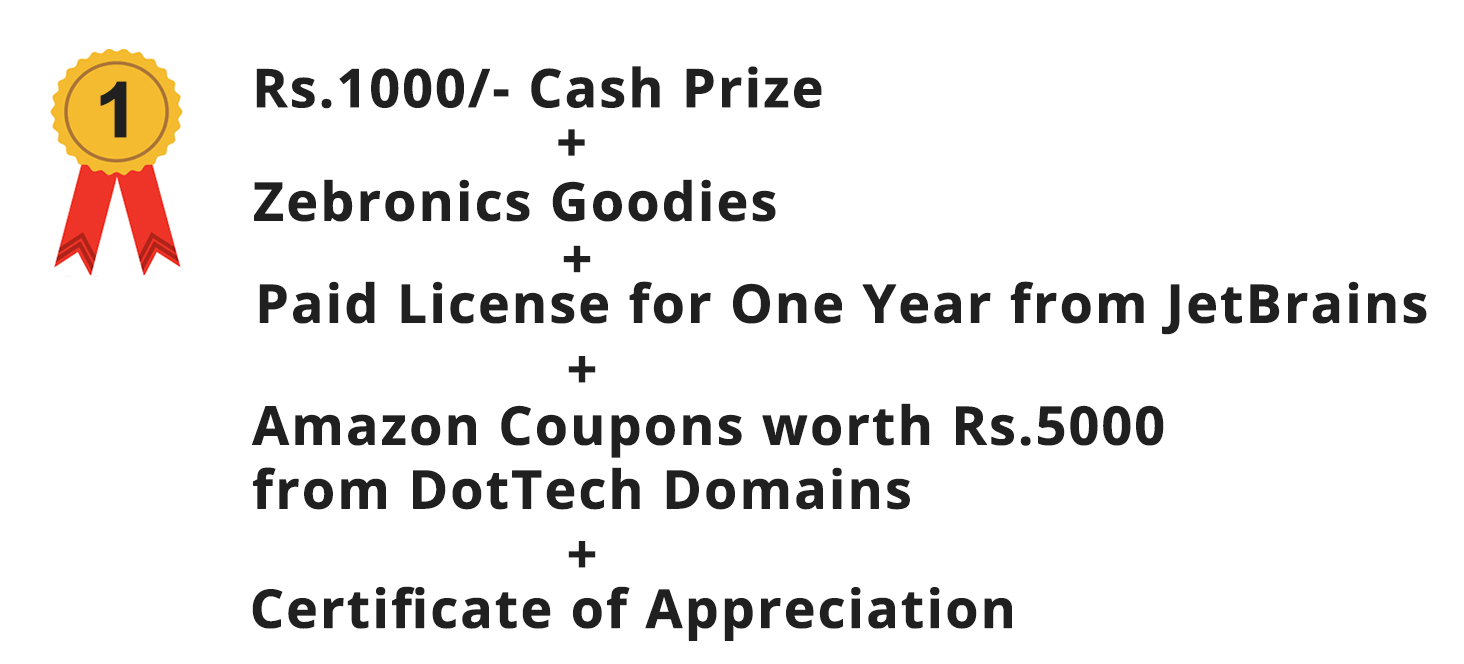 1
Rs.1000/- Cash Prize
+
Zebronics Goodies
+
Paid License for One Year from JetBrains
+
Amazon Coupons worth Rs.5000
from DotTech Domains
+
Certificate of Appreciation